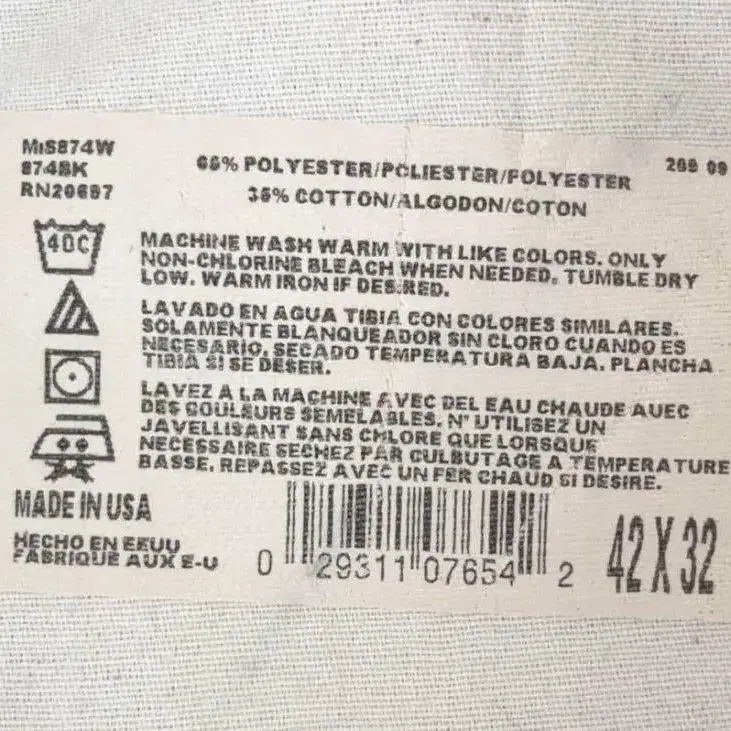 MIS874W
874BK
RN20697
65% POLYESTER/POLIESTER/POLYESTER
35% COTTON/ALGODON/COTON
269 09
40C
MACHINE WASH WARM WITH LIKE COLORS. ONLY
NON-CHLORINE BLEACH WHEN NEEDED. TUMBLE DRY
LOW. WARM IRON IF DESIRED.
LAVADO EN AGUA TIBIA CON COLORES SIMILARES.
SOLAMENTE BLANQUEADOR SIN CLORO CUANDO ES
NECESARIO. SECADO TEMPERATURA BAJA. PLANCHA
TIBIA SI SE DESER.
LAVEZ A LA MACHINE AVEC DEL EAU CHAUDE AUEC
DES COULEURS SEMELABLES. N' UTILISEZ UN
JAVELLISANT SANS CHLORE QUE LORSQUE
NECESSAIRE SECHEZ PAR CULBUTAGE A TEMPERATURE
BASSE. REPASSEZ AVEC UN FER CHAUD SI DESIRE.
MADE IN USA
HECHO EN EEUU
FABRIQUE AUX E-U
0 29311 07654 2
42 X 32